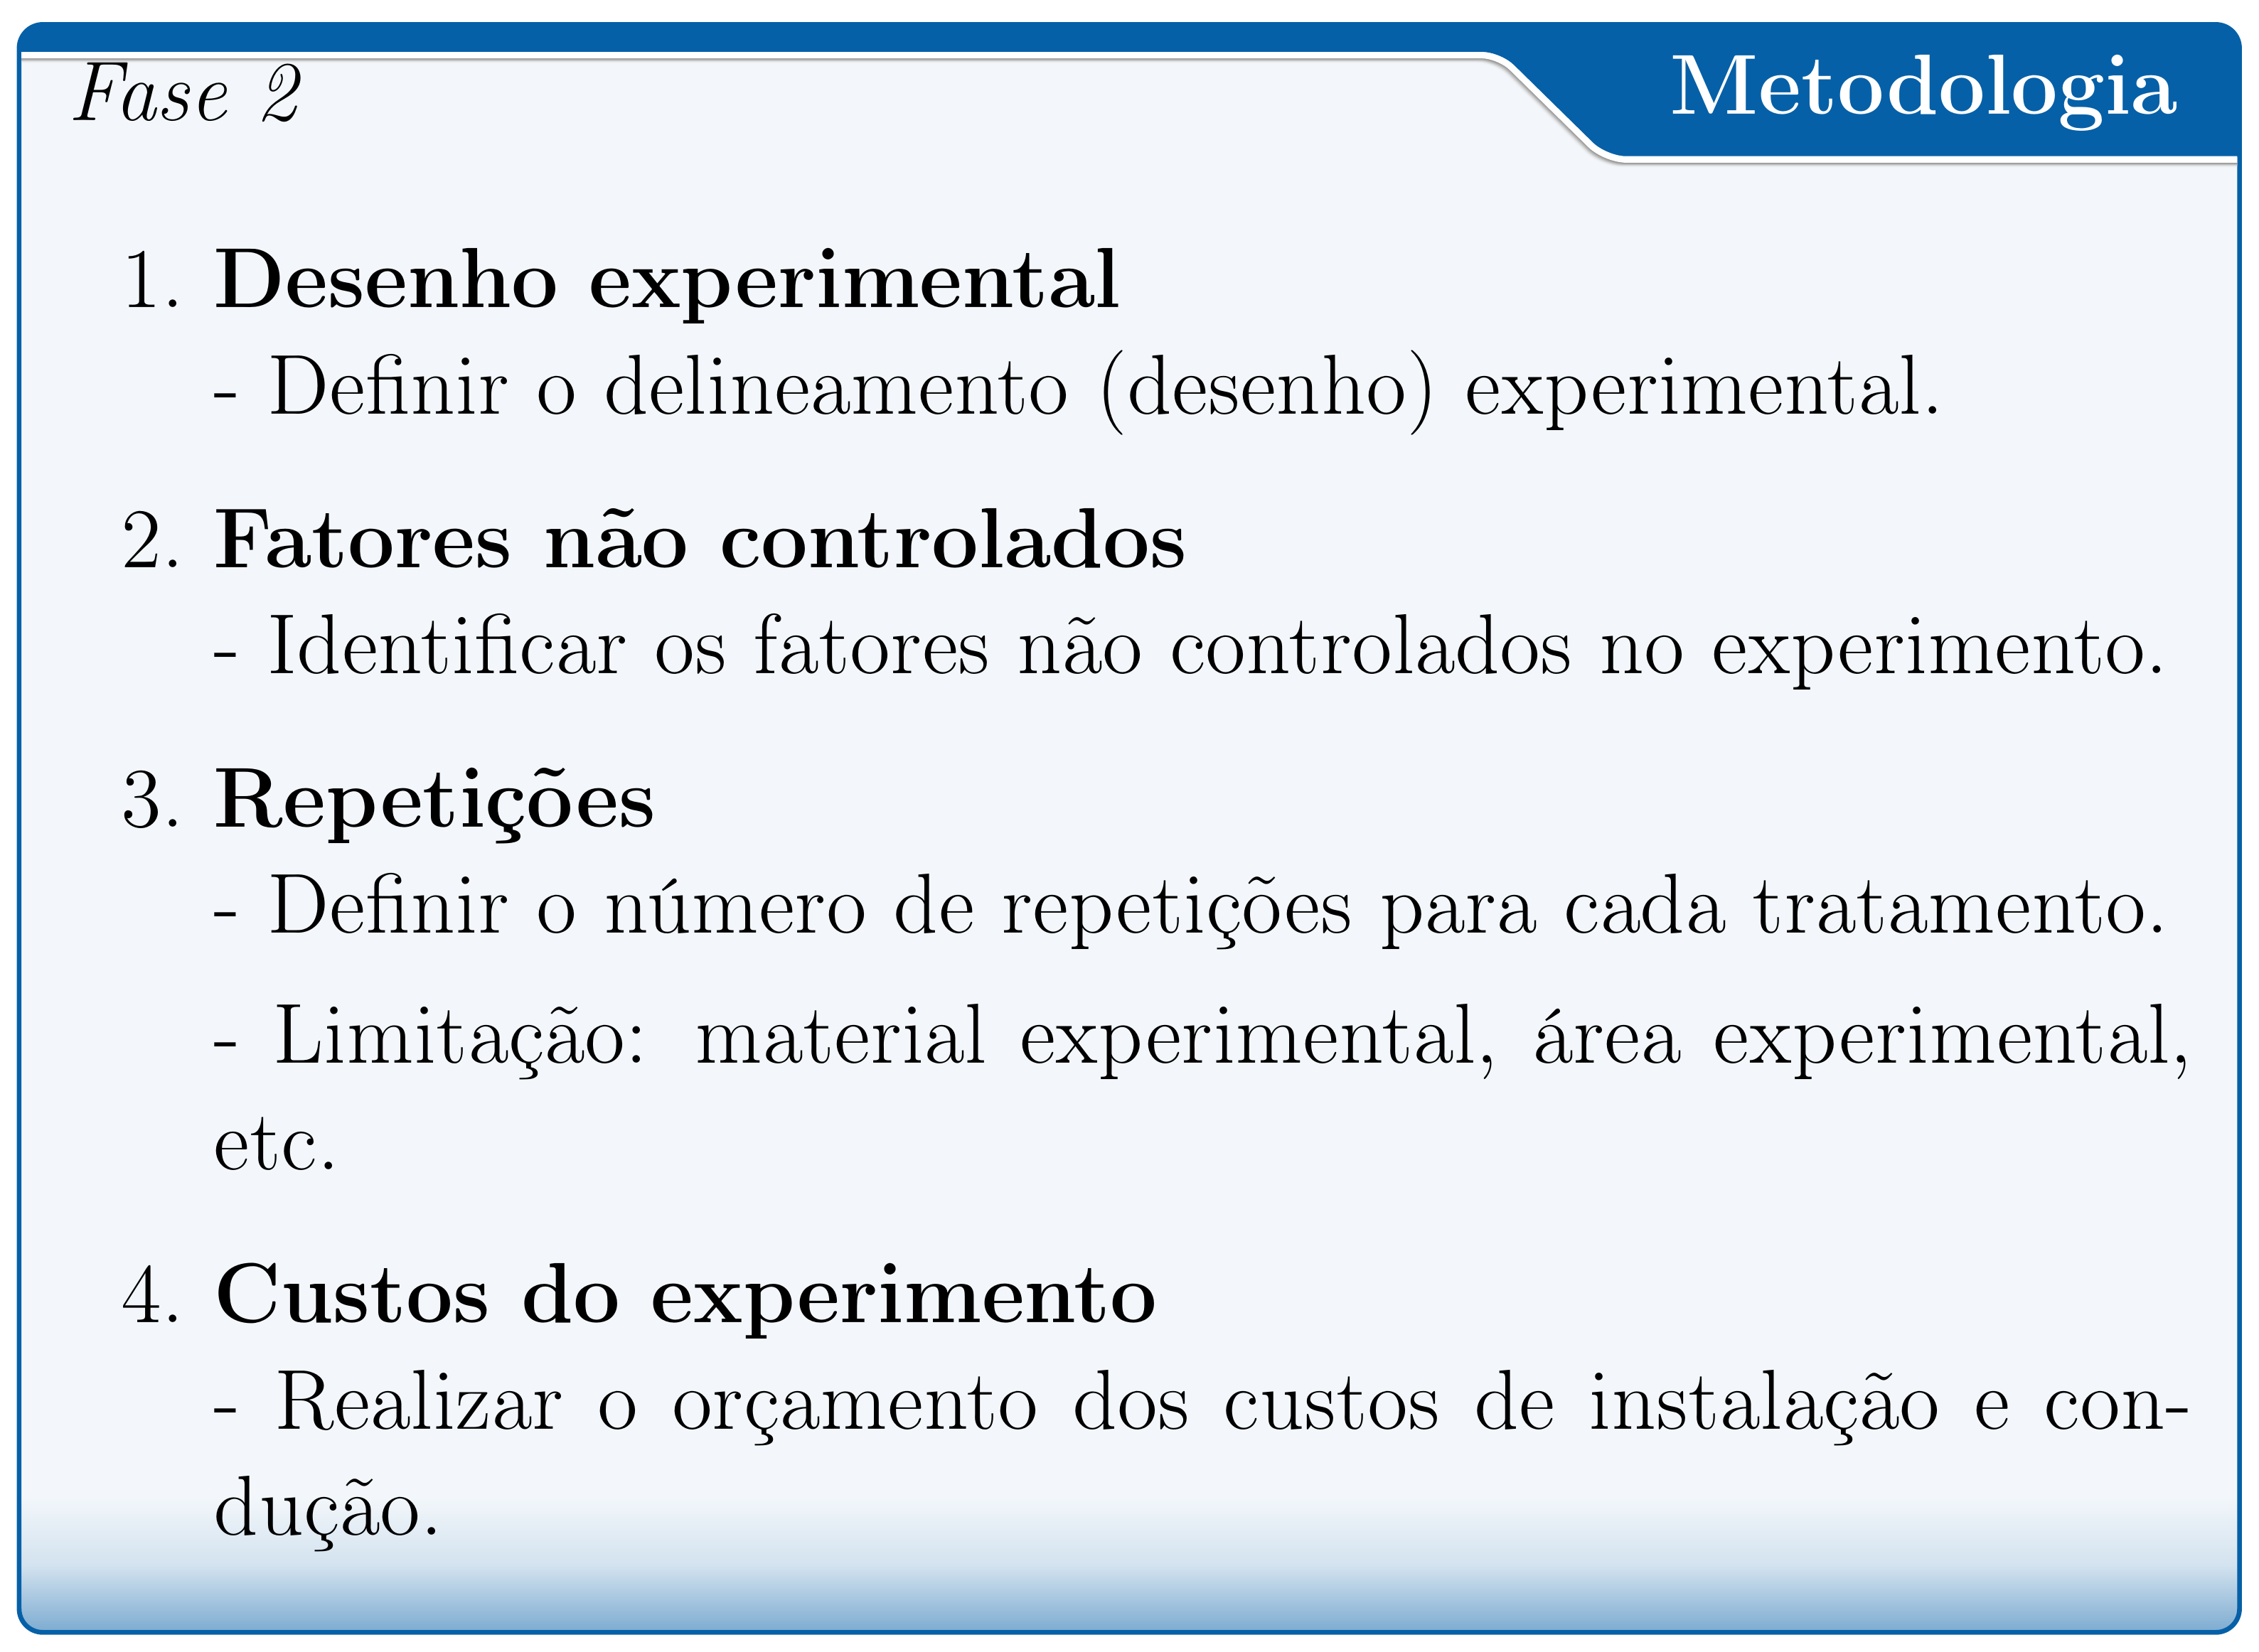 Metodologia
Fase 2
1. Desenho experimental
- Definir o delineamento (desenho) experimental.
2. Fatores não controlados
- Identificar os fatores não controlados no experimento.
3. Repetições
- Definir o número de repetições para cada tratamento.
- Limitação: material experimental, área experimental,
etc.
4. Custos do experimento
- Realizar o orçamento dos custos de instalação e con-
dução.